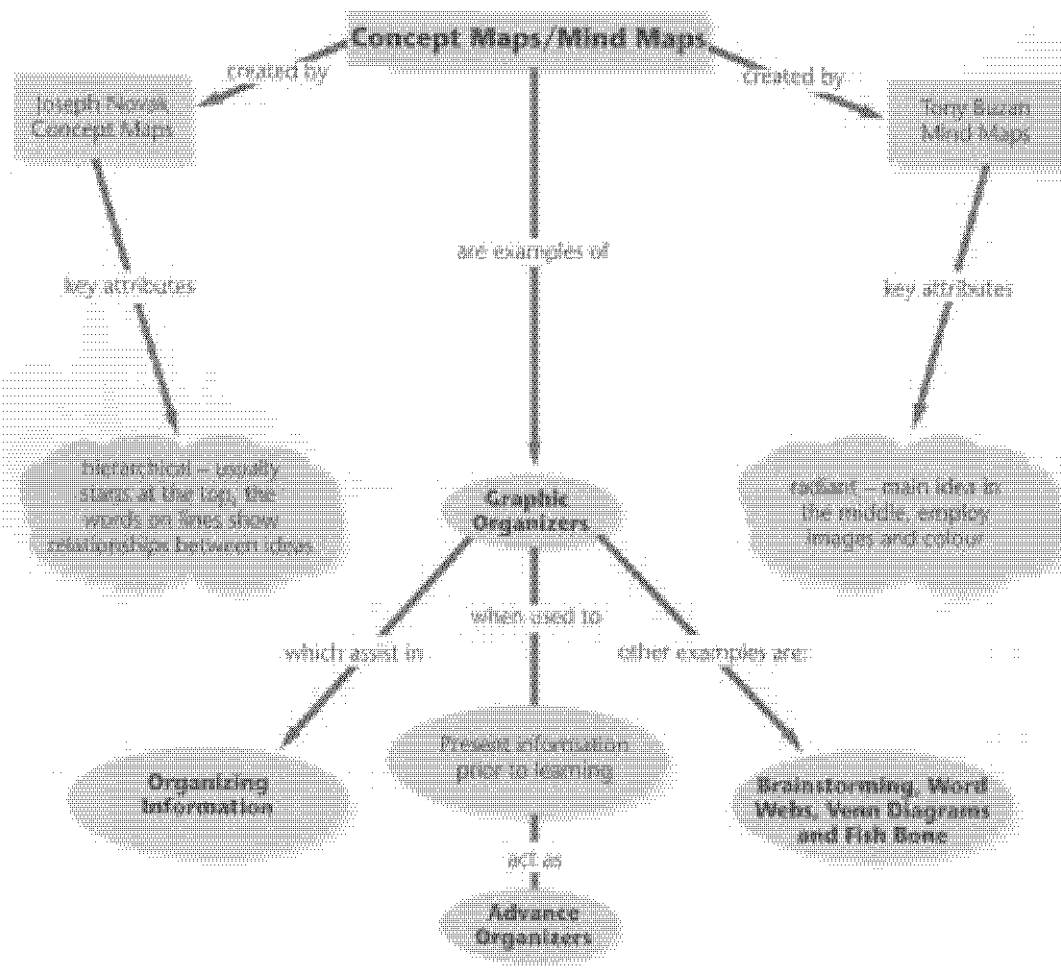 Concept Maps/Mind Maps
created by
created by
Joseph Novak
Concept Maps
Tony Buzan
Mind Maps
are examples of
key attributes
key attributes
hierarchical – usually
starts at the top, the
words on lines show
relationships between ideas
Graphic
Organizers
radiant – main idea in
the middle, employ
images and colour
when used to
which assist in
other examples are:
Present information
prior to learning
Organizing
Information
Brainstorming, Word
Webs, Venn Diagrams
and Fish Bone
act as
Advance
Organizers